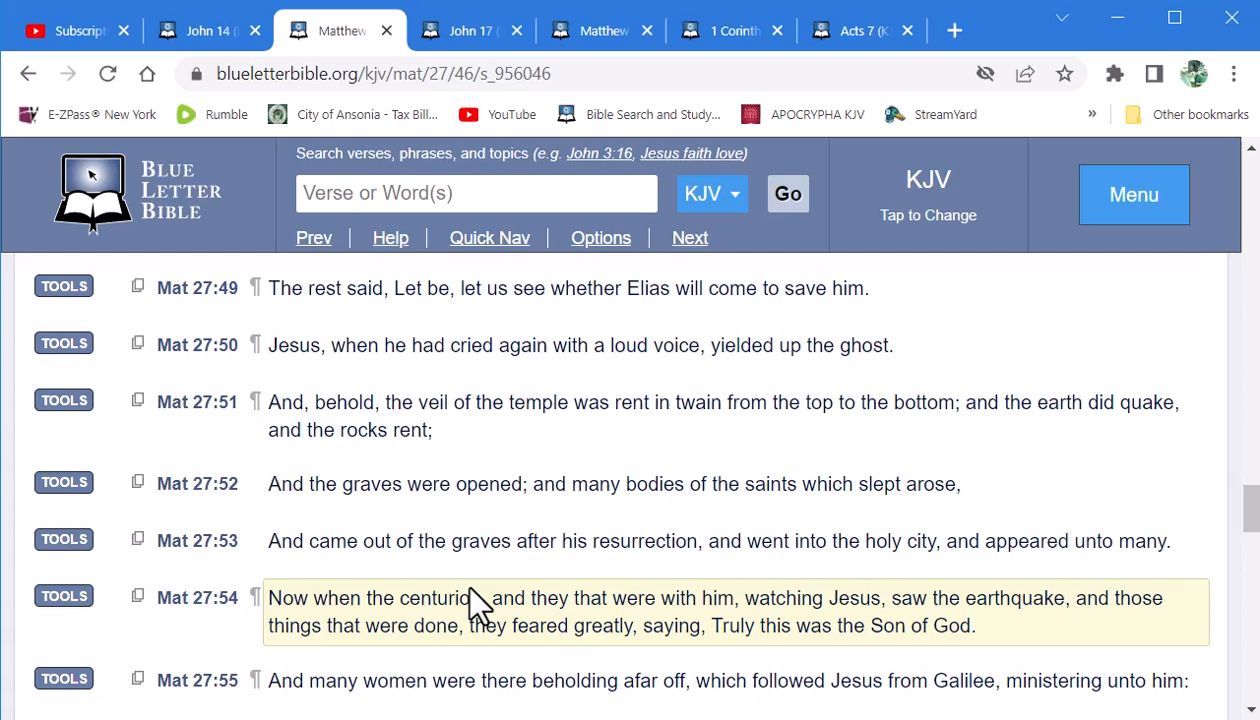 Subscript
John 14 (
Matthew
John 17 (
Matthew
1 Corinth
Acts 7 (K
blueletterbible.org/kjv/mat/27/46/s_956046
E-ZPass® New York
Rumble
City of Ansonia - Tax Bill...
YouTube
Bible Search and Study...
APOCRYPHA KJV
StreamYard
»
Other bookmarks
BLUE
LETTER
BIBLE
Search verses, phrases, and topics (e.g. John 3:16, Jesus faith love)
Verse or Word(s)
KJV
Go
Prev | Help | Quick Nav | Options | Next
KJV
Tap to Change
Menu
TOOLS Mat 27:49 ¶ The rest said, Let be, let us see whether Elias will come to save him.
TOOLS Mat 27:50 ¶ Jesus, when he had cried again with a loud voice, yielded up the ghost.
TOOLS Mat 27:51 ¶ And, behold, the veil of the temple was rent in twain from the top to the bottom; and the earth did quake,
and the rocks rent;
TOOLS Mat 27:52 And the graves were opened; and many bodies of the saints which slept arose,
TOOLS Mat 27:53 And came out of the graves after his resurrection, and went into the holy city, and appeared unto many.
TOOLS Mat 27:54 ¶ Now when the centurion, and they that were with him, watching Jesus, saw the earthquake, and those
things that were done, they feared greatly, saying, Truly this was the Son of God.
TOOLS Mat 27:55 ¶ And many women were there beholding afar off, which followed Jesus from Galilee, ministering unto him: